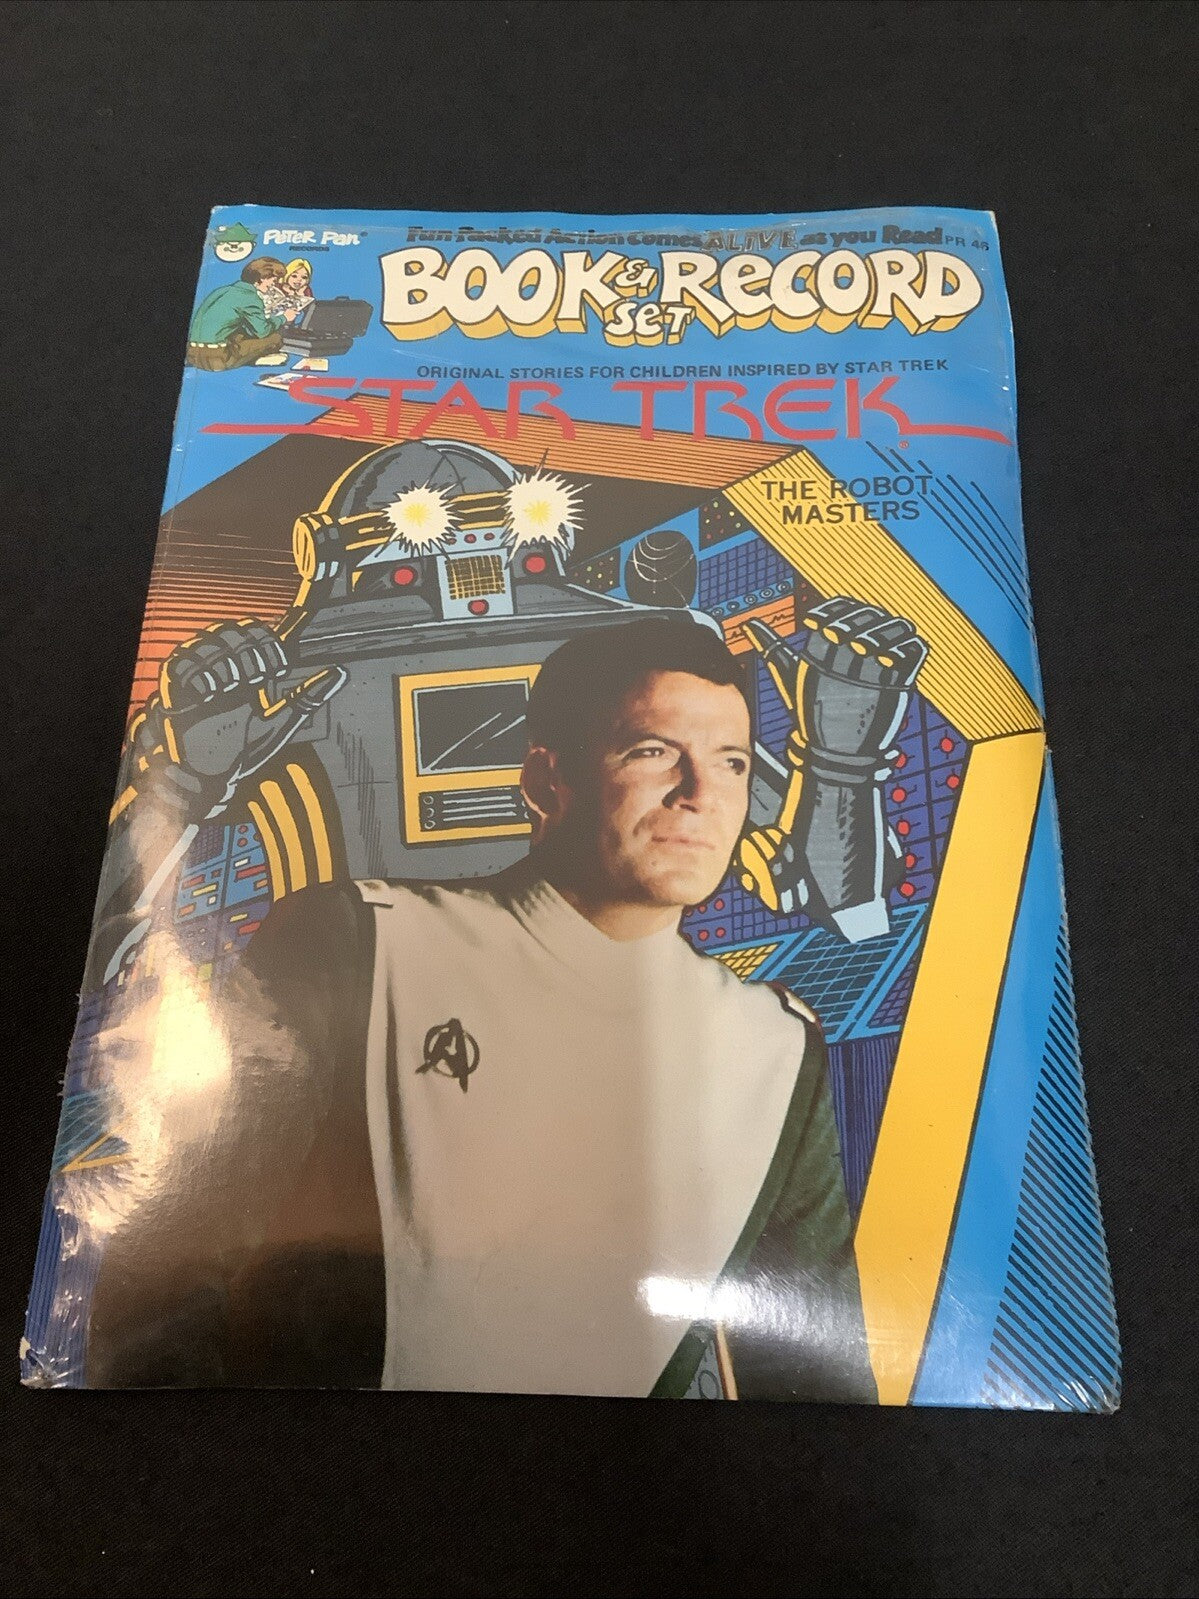 Peter Pan®
RECORDS
Fun Packed Action Comes ALIVE as you Read
PR 46
BOOK & RECORD
SET
ORIGINAL STORIES FOR CHILDREN INSPIRED BY STAR TREK
STAR TREK®
THE ROBOT
MASTERS